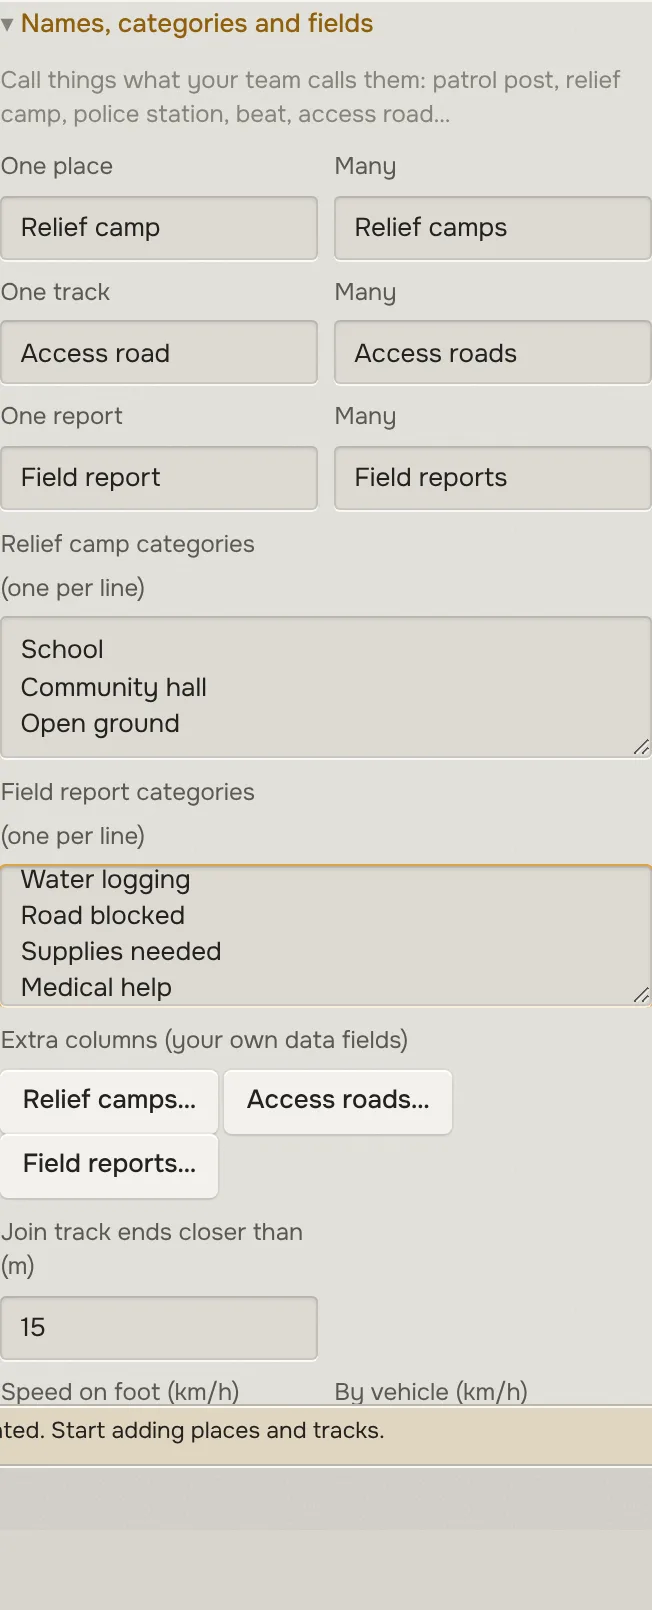 ▾ Names, categories and fields
Call things what your team calls them: patrol post, relief
camp, police station, beat, access road...
One place
Many
Relief camp
Relief camps
One track
Many
Access road
Access roads
One report
Many
Field report
Field reports
Relief camp categories
(one per line)
School
Community hall
Open ground
Field report categories
(one per line)
Water logging
Road blocked
Supplies needed
Medical help
Extra columns (your own data fields)
Relief camps...
Access roads...
Field reports...
Join track ends closer than
(m)
15
Speed on foot (km/h)
By vehicle (km/h)
Start adding places and tracks.